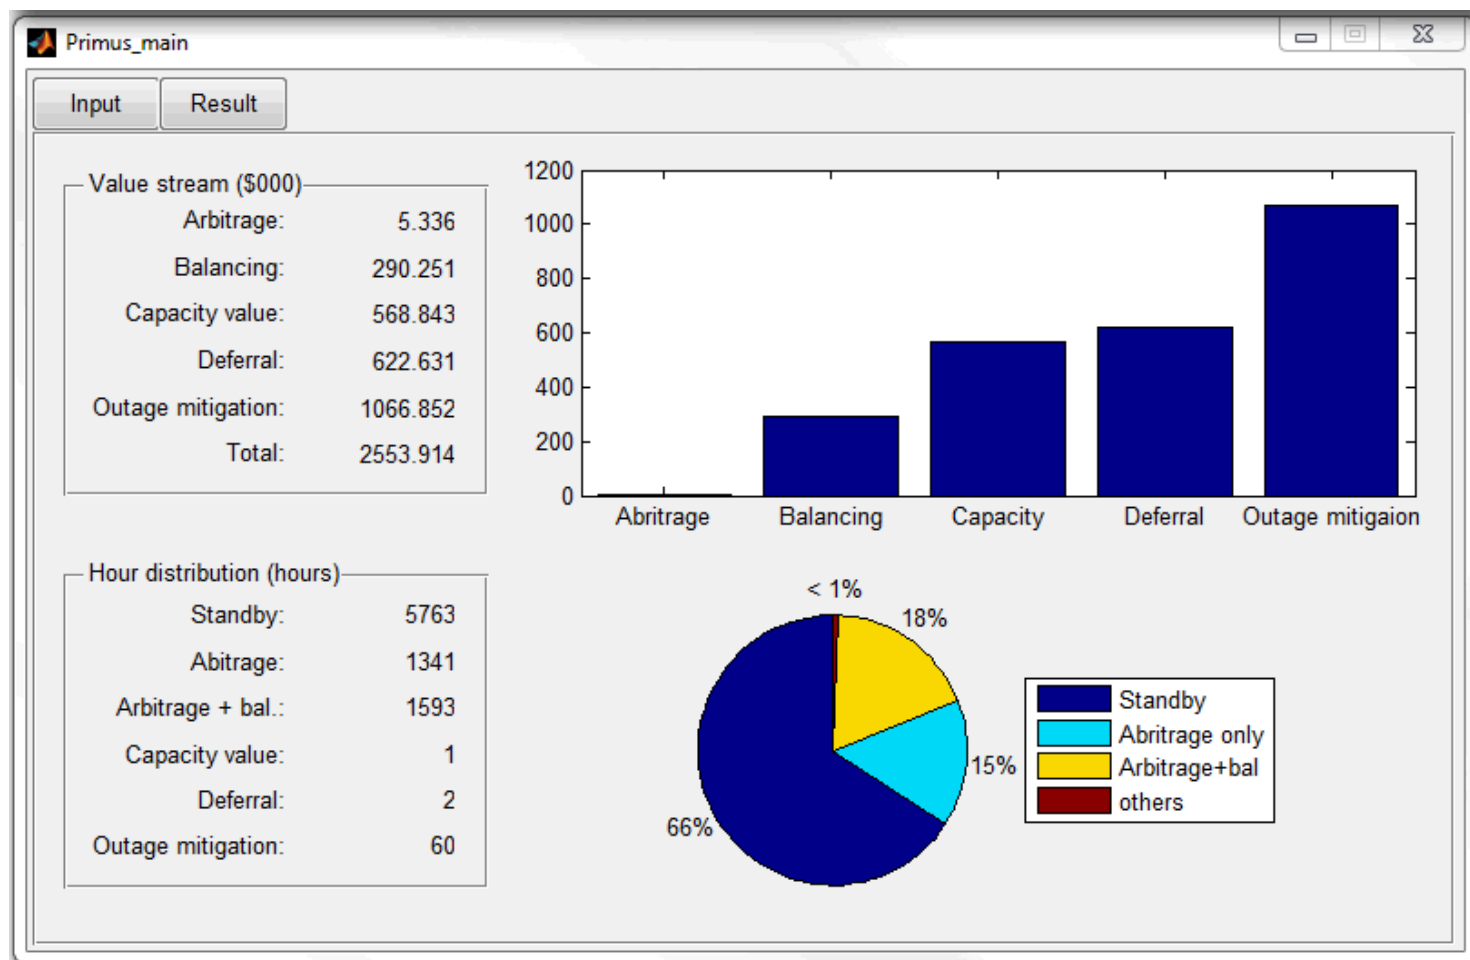 Primus_main
Input Result
Value stream ($000)
Arbitrage: 5.336
Balancing: 290.251
Capacity value: 568.843
Deferral: 622.631
Outage mitigation: 1066.852
Total: 2553.914
1200
1000
800
600
400
200
0
Abritrage Balancing Capacity Deferral Outage mitigaion
Hour distribution (hours)
Standby: 5763
Abitrage: 1341
Arbitrage + bal.: 1593
Capacity value: 1
Deferral: 2
Outage mitigation: 60
< 1%
18%
15%
66%
Standby
Abritrage only
Arbitrage+bal
others